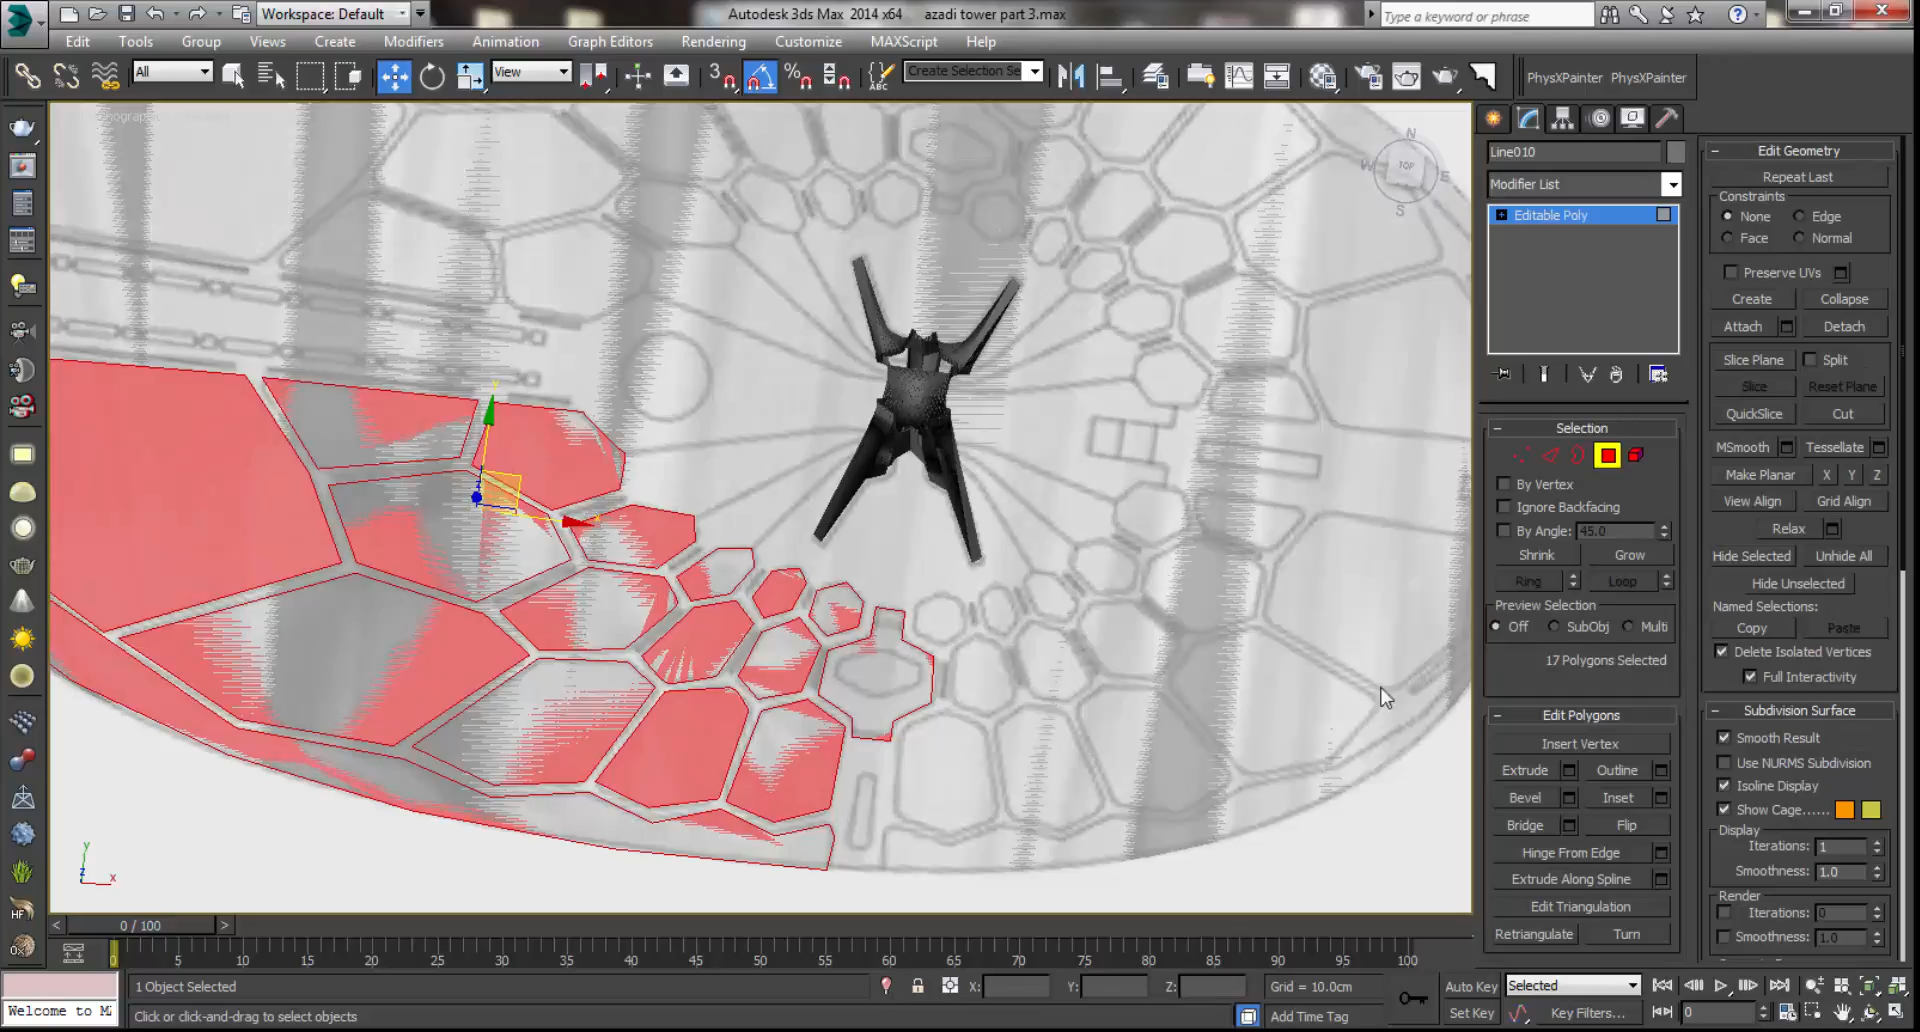 Workspace: Default
Autodesk 3ds Max 2014 x64 azadi tower part 3.max
Type a keyword or phrase
Edit Tools Group Views Create Modifiers Animation Graph Editors Rendering Customize MAXScript Help
All
View
Create Selection Se
PhysXPainter PhysXPainter
N
TOP
E
S
W
Line010
Modifier List
Editable Poly
Selection
By Vertex
Ignore Backfacing
By Angle: 45.0
Shrink Grow
Ring Loop
Preview Selection
Off SubObj Multi
17 Polygons Selected
Edit Polygons
Insert Vertex
Extrude Outline
Bevel Inset
Bridge Flip
Hinge From Edge
Extrude Along Spline
Edit Triangulation
Retriangulate Turn
Edit Geometry
Repeat Last
Constraints
None Edge
Face Normal
Preserve UVs
Create Collapse
Attach Detach
Slice Plane Split
Slice Reset Plane
QuickSlice Cut
MSmooth Tessellate
Make Planar X Y Z
View Align Grid Align
Relax
Hide Selected Unhide All
Hide Unselected
Named Selections:
Copy Paste
Delete Isolated Vertices
Full Interactivity
Subdivision Surface
Smooth Result
Use NURMS Subdivision
Isoline Display
Show Cage......
Display
Iterations: 1
Smoothness: 1.0
Render
Iterations: 0
Smoothness: 1.0
y
z
x
0 / 100
0 5 10 15 20 25 30 35 40 45 50 55 60 65 70 75 80 85 90 95 100
1 Object Selected
X: Y: Z:
Grid = 10.0cm
Auto Key Selected
Welcome to M
Click or click-and-drag to select objects
Add Time Tag
Set Key Key Filters...
0